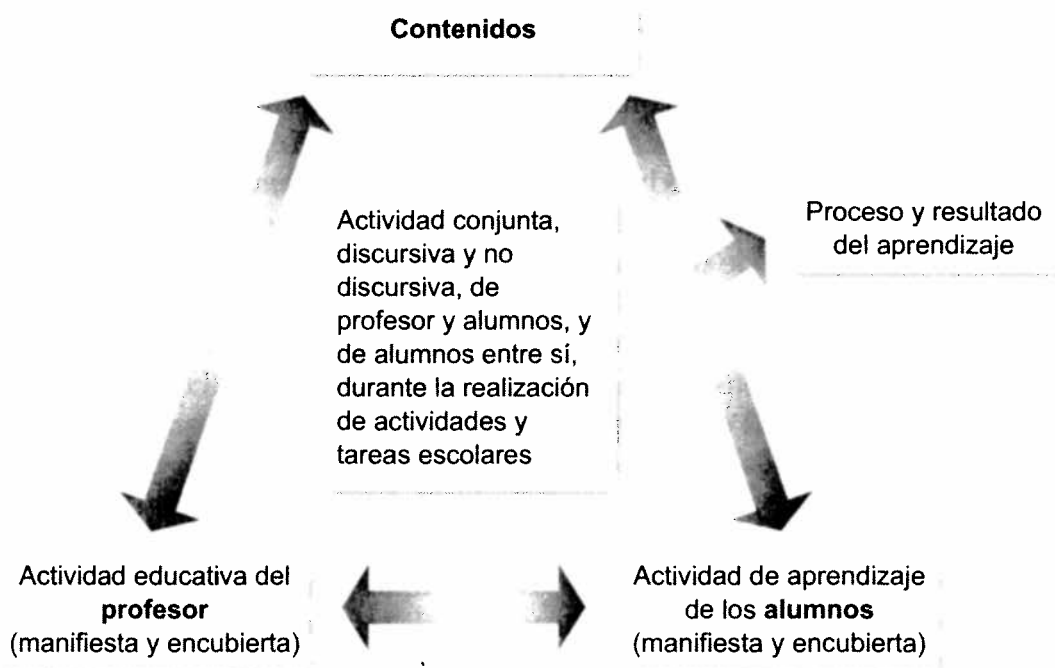 Contenidos
Actividad conjunta,
discursiva y no
discursiva, de
profesor y alumnos, y
de alumnos entre sí,
durante la realización
de actividades y
tareas escolares
Proceso y resultado
del aprendizaje
Actividad educativa del
profesor
(manifiesta y encubierta)
Actividad de aprendizaje
de los alumnos
(manifiesta y encubierta)